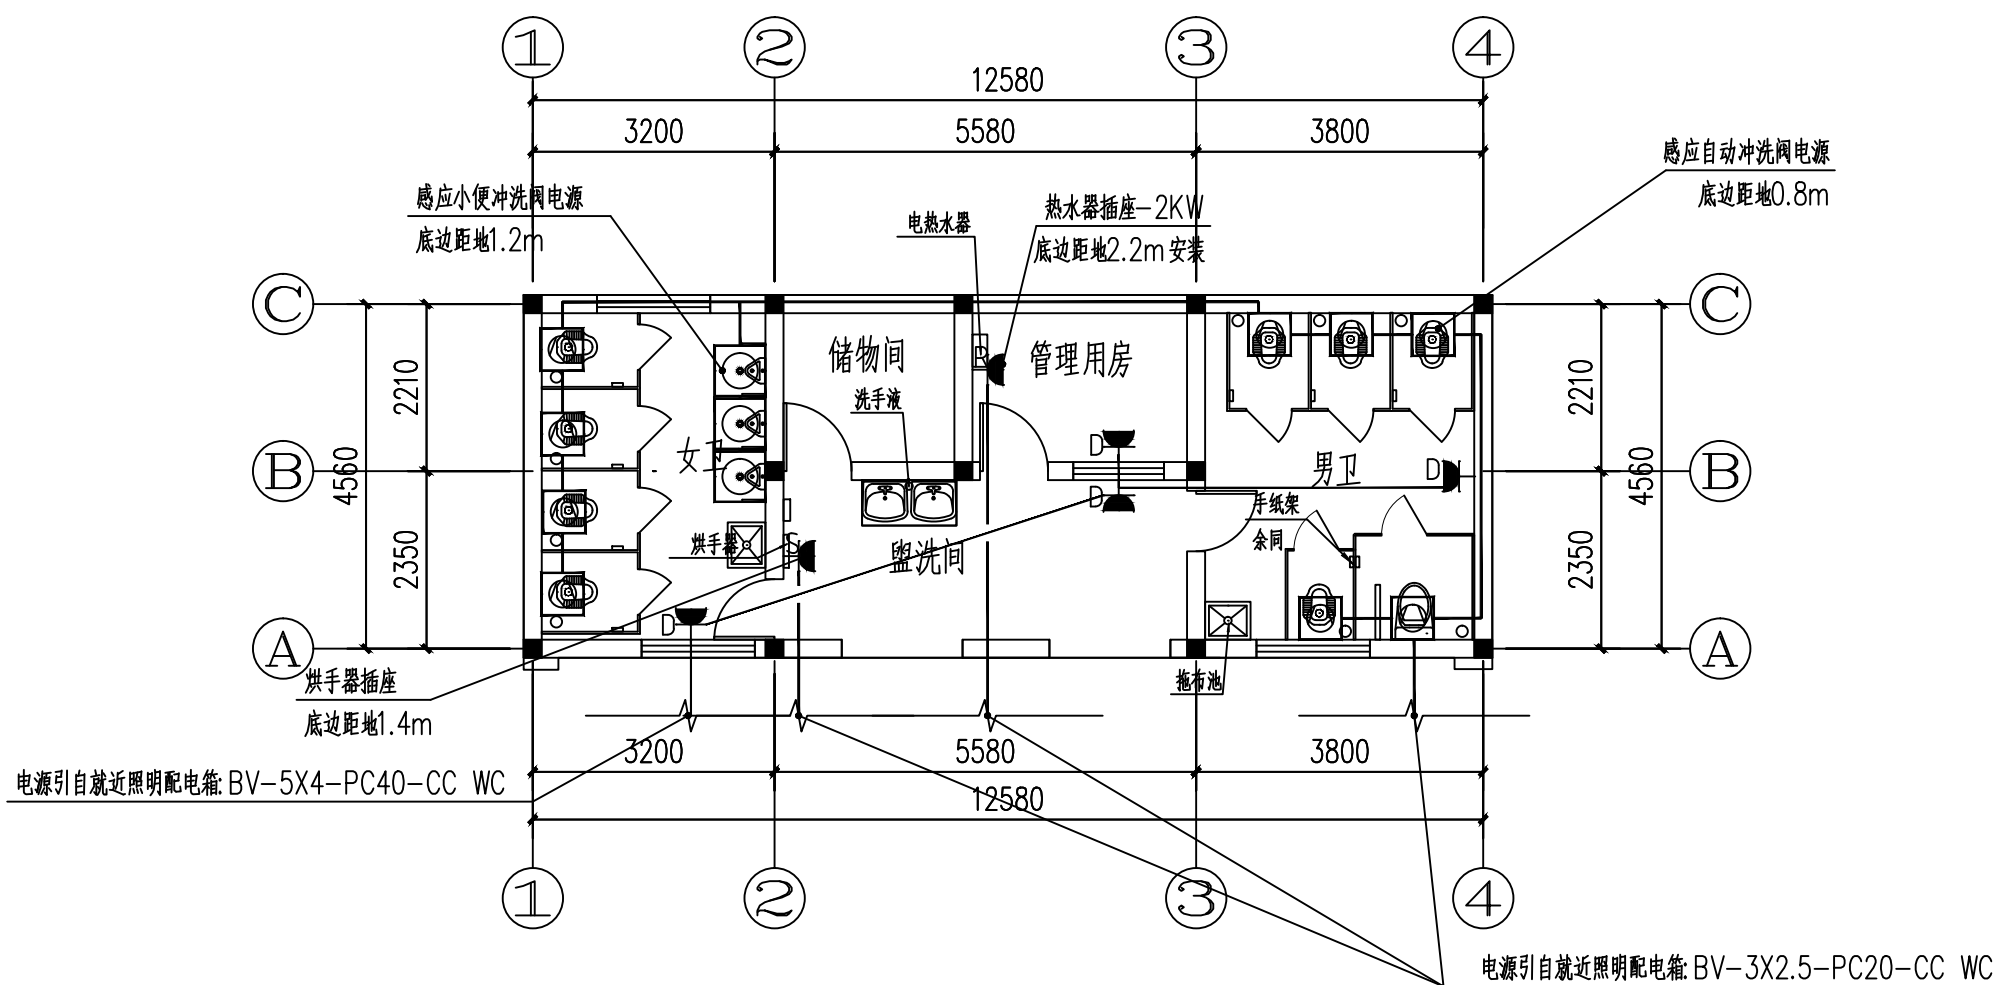 1
2
3
4
12580
3200
5580
3800
感应自动冲洗阀电源
底边距地0.8m
感应小便冲洗阀电源
底边距地1.2m
电热水器
热水器插座-2KW
底边距地2.2m安装
C
C
储物间
R
管理用房
2210
2210
洗手液
4560
4560
B
女卫
D
男卫
D
B
D
手纸架
余同
烘手器
S
盥洗间
2350
2350
D
A
A
烘手器插座
底边距地1.4m
拖布池
3200
5580
3800
电源引自就近照明配电箱:BV-5X4-PC40-CC WC
12580
1
2
3
4
电源引自就近照明配电箱:BV-3X2.5-PC20-CC WC